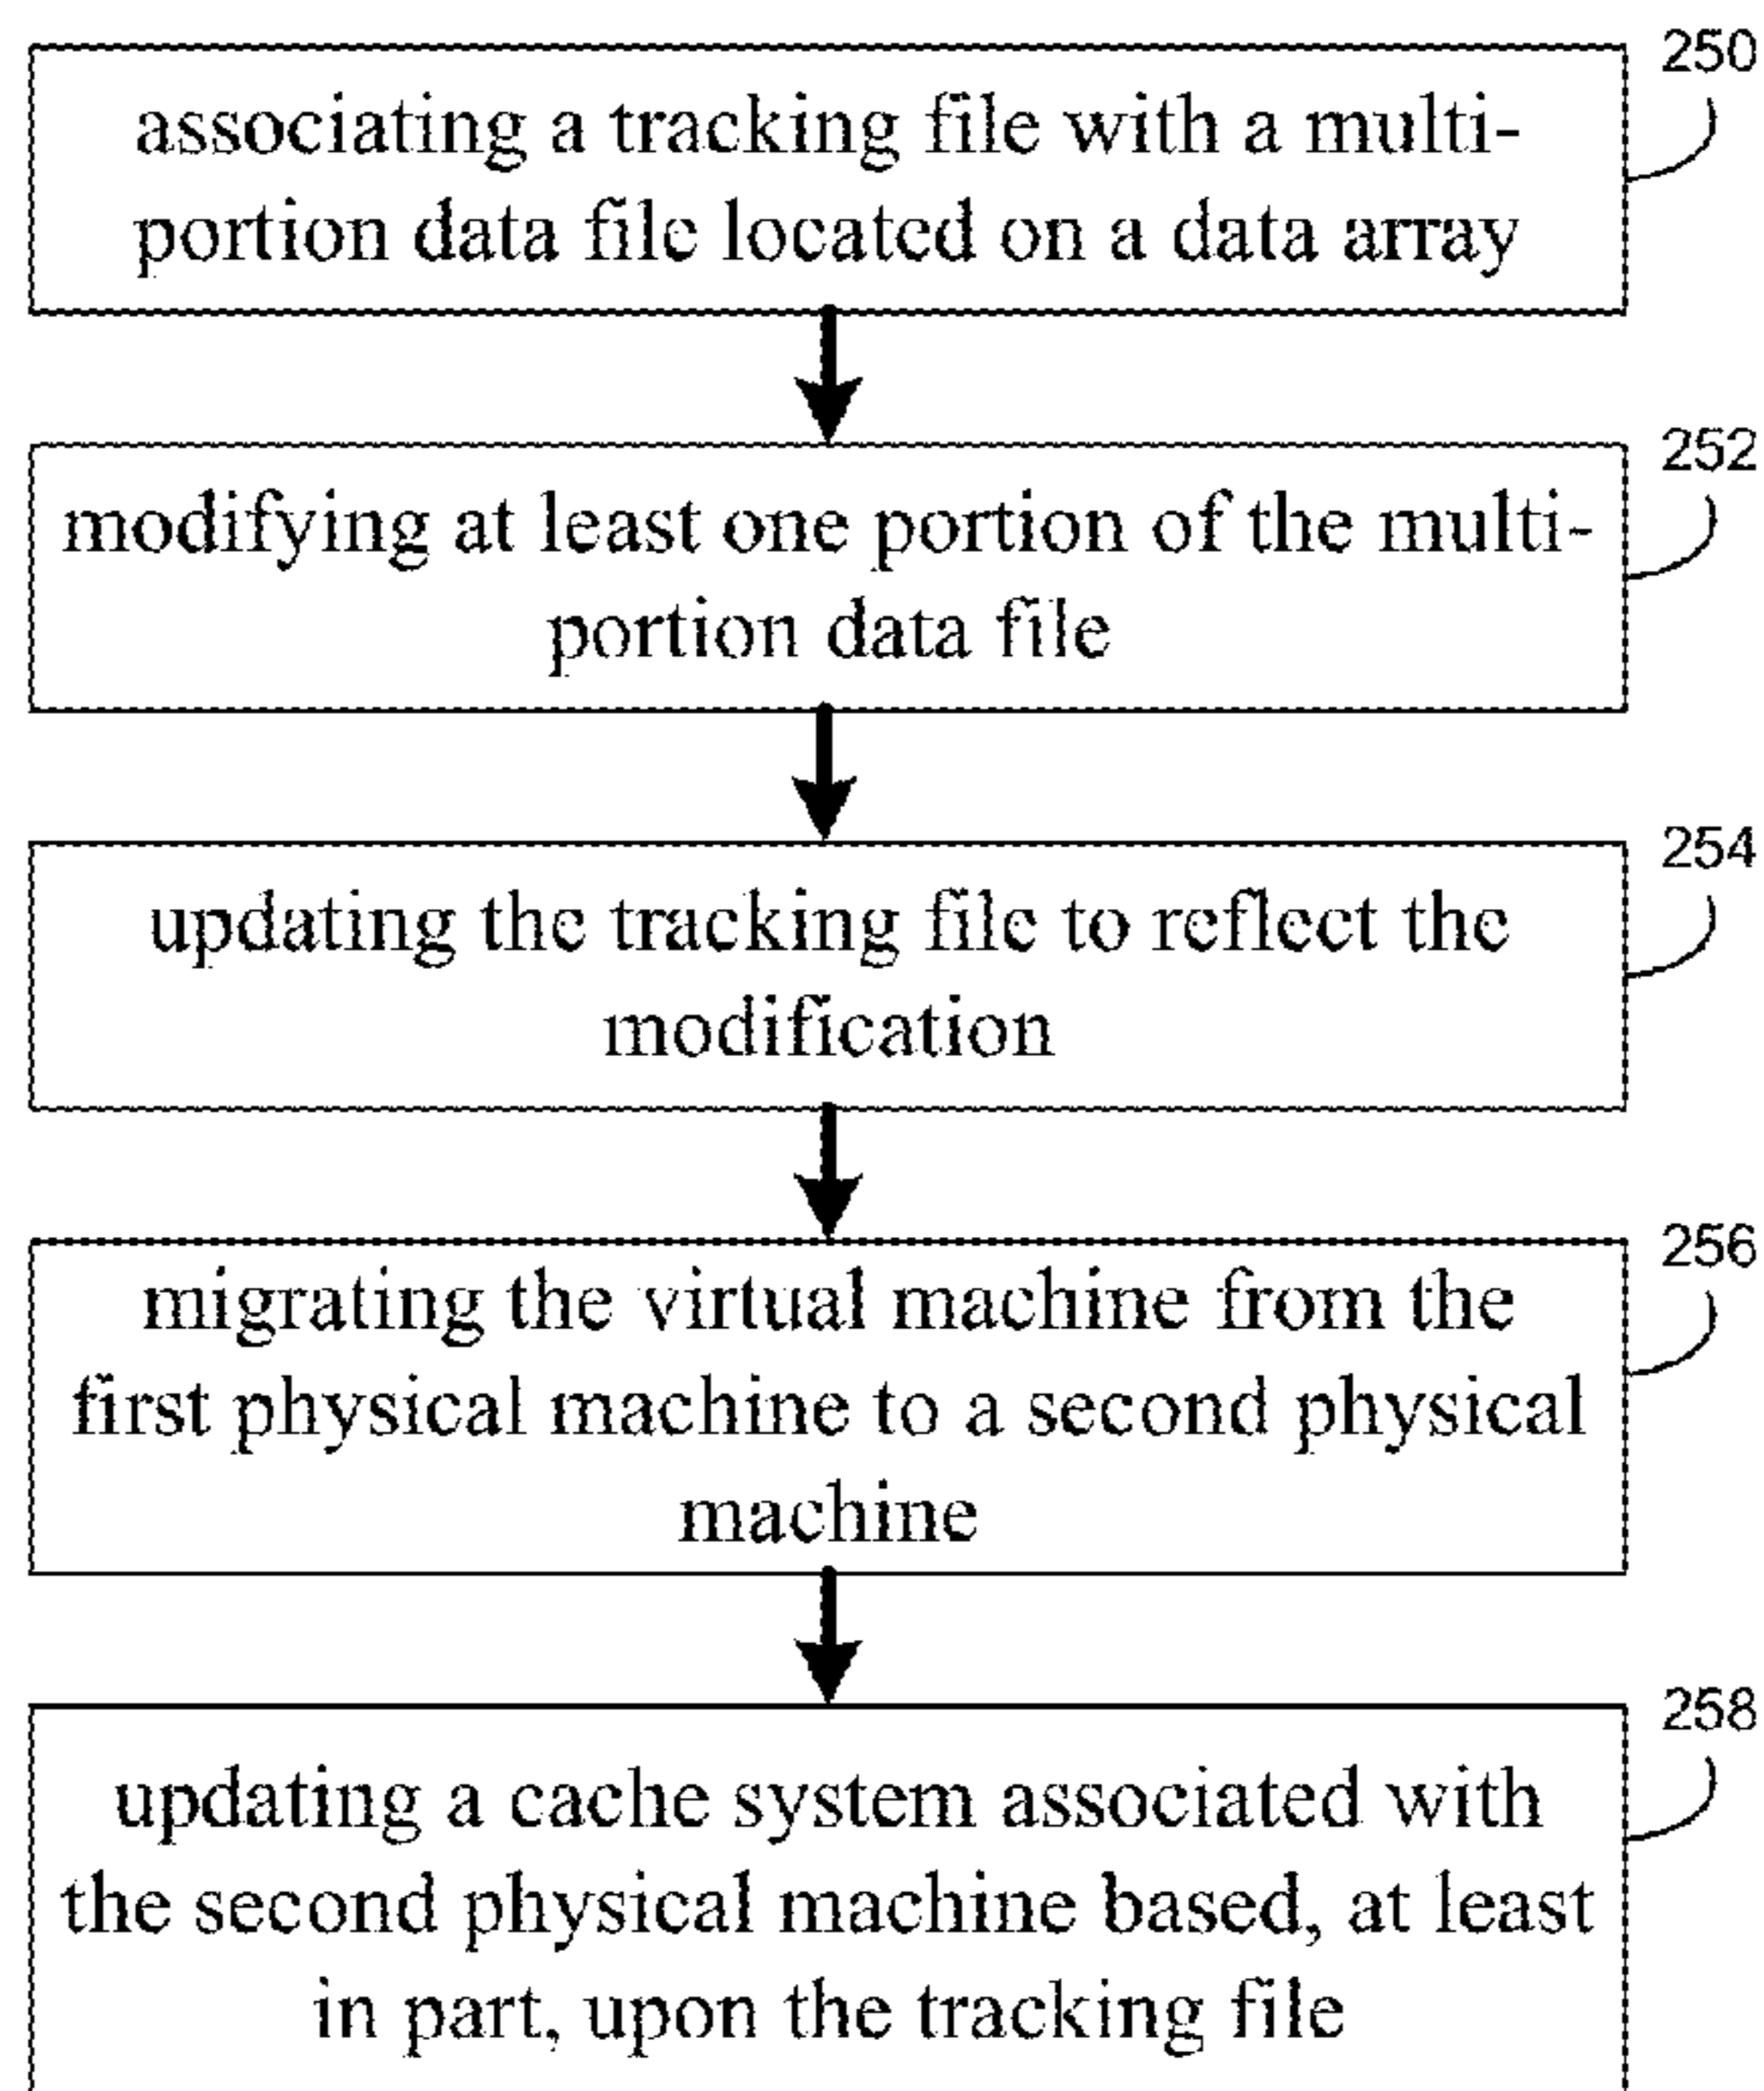 250
associating a tracking file with a multi-
portion data file located on a data array
252
modifying at least one portion of the multi-
portion data file
254
updating the tracking file to reflect the
modification
256
migrating the virtual machine from the
first physical machine to a second physical
machine
258
updating a cache system associated with
the second physical machine based, at least
in part, upon the tracking file